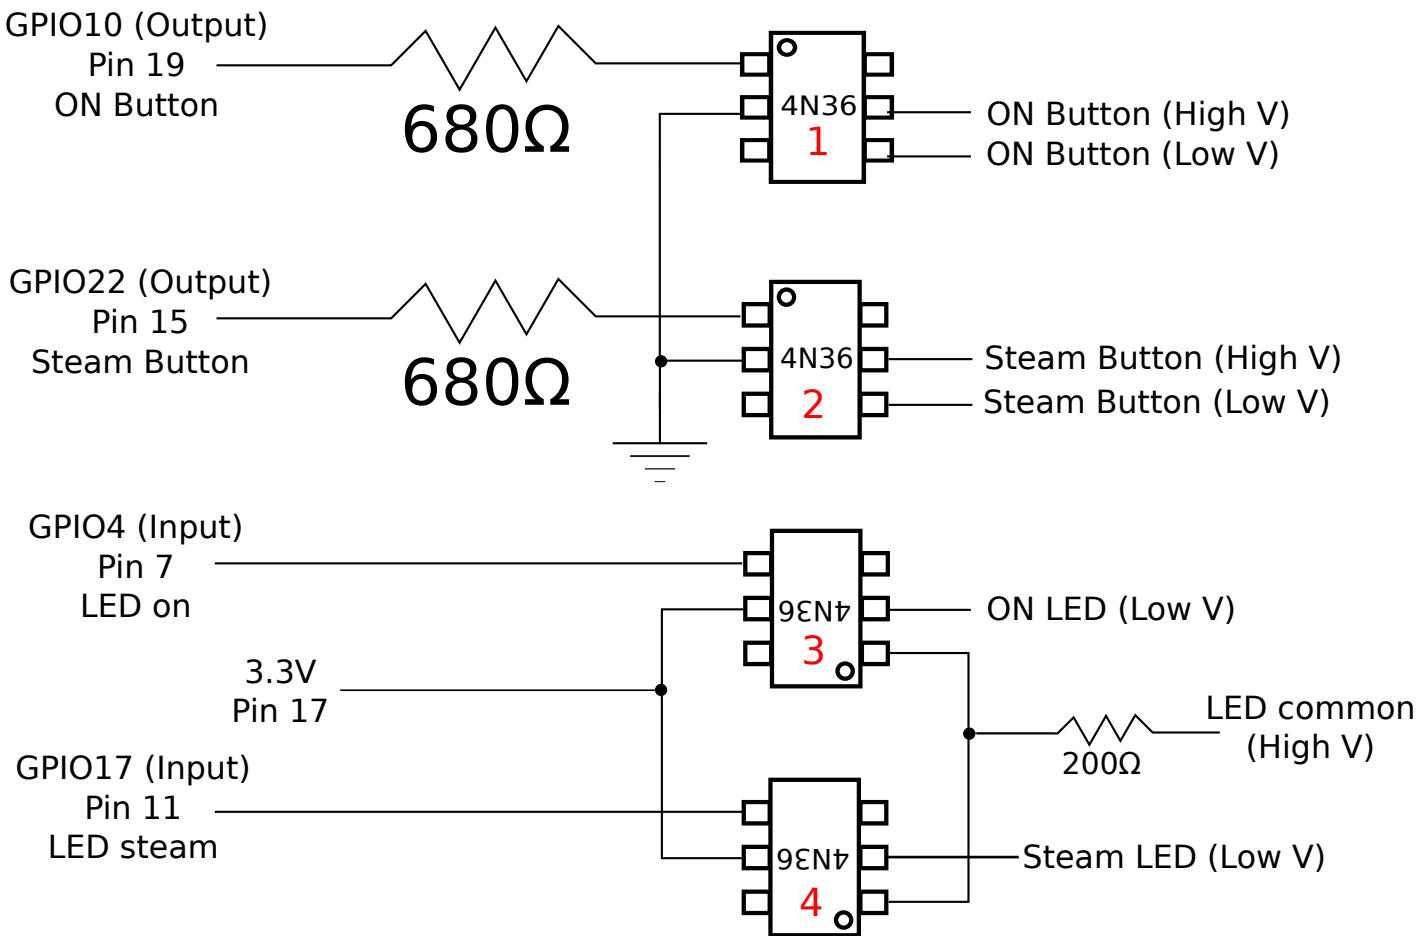 GPIO10 (Output)
Pin 19
ON Button
680Ω
4N36
1
ON Button (High V)
ON Button (Low V)
GPIO22 (Output)
Pin 15
Steam Button
680Ω
4N36
2
Steam Button (High V)
Steam Button (Low V)
GPIO4 (Input)
Pin 7
LED on
4N36
3
ON LED (Low V)
3.3V
Pin 17
LED common
(High V)
200Ω
GPIO17 (Input)
Pin 11
LED steam
4N36
4
Steam LED (Low V)